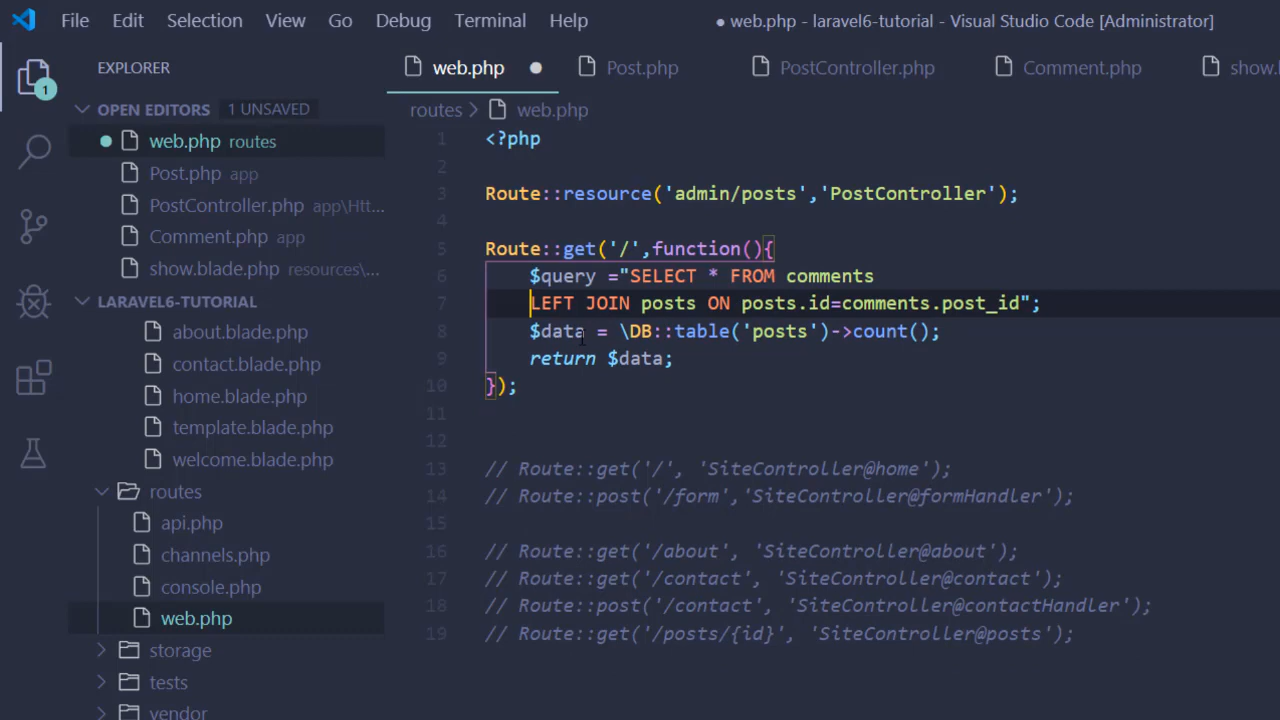 File Edit Selection View Go Debug Terminal Help ● web.php - laravel6-tutorial - Visual Studio Code [Administrator]
EXPLORER
web.php Post.php PostController.php Comment.php show.
1
OPEN EDITORS 1 UNSAVED
web.php routes
Post.php app
PostController.php app\Htt...
Comment.php app
show.blade.php resources\...
LARAVEL6-TUTORIAL
about.blade.php
contact.blade.php
home.blade.php
template.blade.php
welcome.blade.php
routes
api.php
channels.php
console.php
web.php
storage
tests
vendor
routes > web.php
1 <?php
2
3 Route::resource('admin/posts','PostController');
4
5 Route::get('/',function(){
6 $query ="SELECT * FROM comments
7 LEFT JOIN posts ON posts.id=comments.post_id";
8 $data = \DB::table('posts')->count();
9 return $data;
10 });
11
12
13 // Route::get('/', 'SiteController@home');
14 // Route::post('/form','SiteController@formHandler');
15
16 // Route::get('/about', 'SiteController@about');
17 // Route::get('/contact', 'SiteController@contact');
18 // Route::post('/contact', 'SiteController@contactHandler');
19 // Route::get('/posts/{id}', 'SiteController@posts');